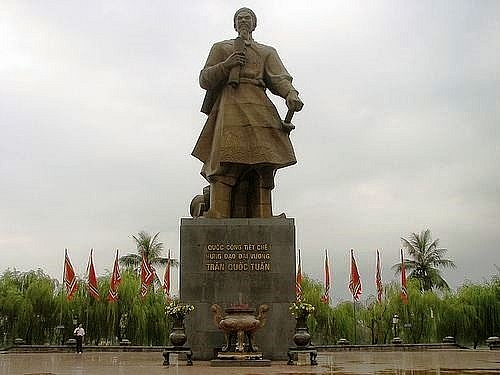 QUỐC CÔNG TIẾT CHẾ
HƯNG ĐẠO ĐẠI VƯƠNG
TRẦN QUỐC TUẤN